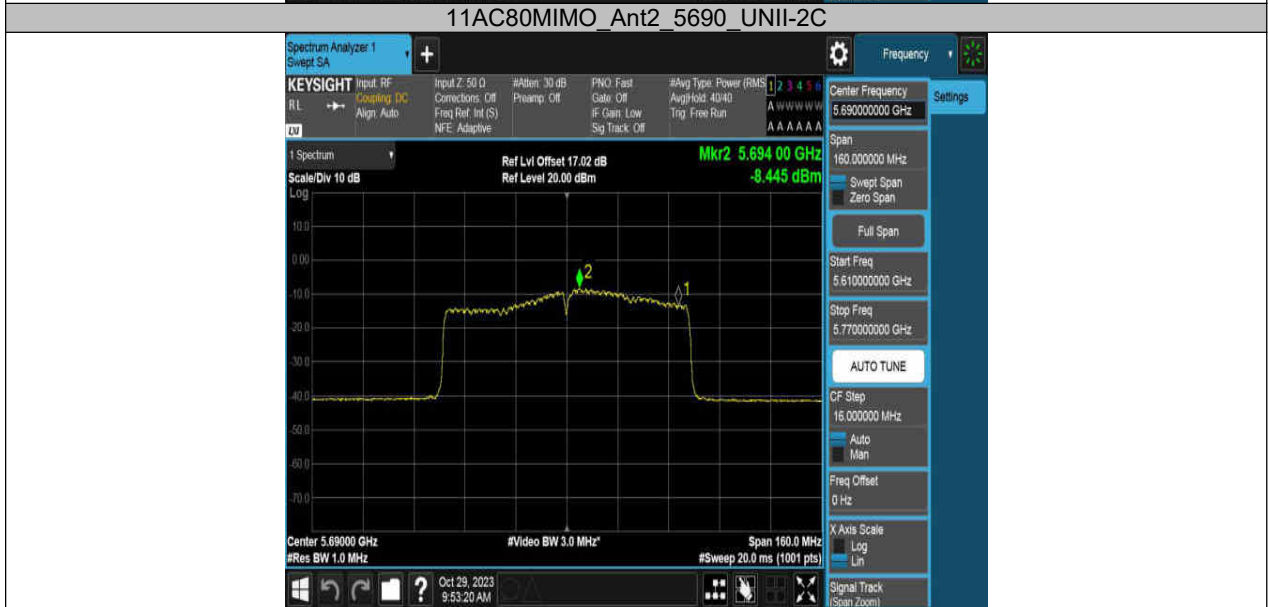 11AC80MIMO_Ant2_5690_UNII-2C
Spectrum Analyzer 1
Swept SA
+
Frequency
KEYSIGHT
RL
LW
Input: RF
Coupling: DC
Align: Auto
Input Z: 50 Ω
Corrections: Off
Freq Ref: Int (S)
NFE: Adaptive
#Atten: 30 dB
Preamp: Off
PNO: Fast
Gate: Off
IF Gain: Low
Sig Track: Off
#Avg Type: Power (RMS
Avg|Hold: 40/40
Trig: Free Run
1 2 3 4 5 6
A W W W W W
A A A A A A
1 Spectrum
Scale/Div 10 dB
Log
Ref Lvl Offset 17.02 dB
Ref Level 20.00 dBm
Mkr2 5.694 00 GHz
-8.445 dBm
10.0
0.00
-10.0
-20.0
-30.0
-40.0
-50.0
-60.0
-70.0
2
1
Center 5.69000 GHz
#Res BW 1.0 MHz
#Video BW 3.0 MHz*
Span 160.0 MHz
#Sweep 20.0 ms (1001 pts)
?
Oct 29, 2023
9:53:20 AM
Center Frequency
5.690000000 GHz
Settings
Span
160.000000 MHz
Swept Span
Zero Span
Full Span
Start Freq
5.610000000 GHz
Stop Freq
5.770000000 GHz
AUTO TUNE
CF Step
16.000000 MHz
Auto
Man
Freq Offset
0 Hz
X Axis Scale
Log
Lin
Signal Track
(Span Zoom)